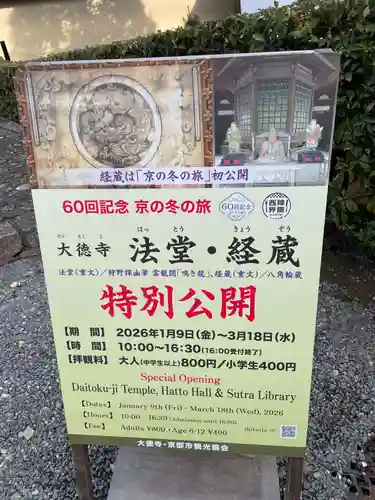 経蔵は「京の冬の旅」初公開
60回記念 京の冬の旅
60
西陣
界隈
だい とく じ
はっ とう
きょう ぞう
大徳寺 法堂・経蔵
法堂(重文)/狩野探幽筆 雲龍図「鳴き龍」、経蔵(重文)/八角輪蔵
特別公開
【期 間】 2026年1月9日(金)~3月18日(水)
【時 間】 10:00~16:30(16:00受付終了)
【拝観料】 大人(中学生以上)800円/小学生400円
Special Opening
Daitoku-ji Temple, Hatto Hall & Sutra Library
【Dates】 January 9th (Fri) - March 18th (Wed), 2026
【Hours】 10:00 - 16:30 (Admission until 16:00)
【Fee】 Adults ¥800・Age 6-12 ¥400
details
大徳寺・京都市観光協会